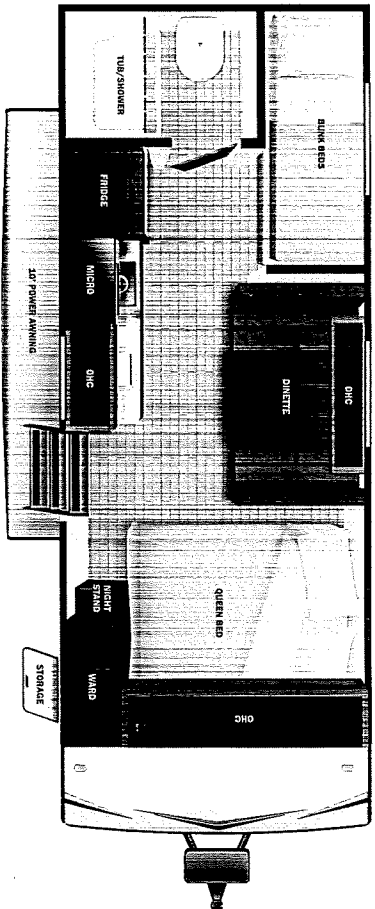 TUB/SHOWER
BUNK BEDS
FRIDGE
MICRO
OHC
10' POWER AWNING
DINETTE
OHC
NIGHT
STAND
QUEEN BED
WARD
OHC
STORAGE